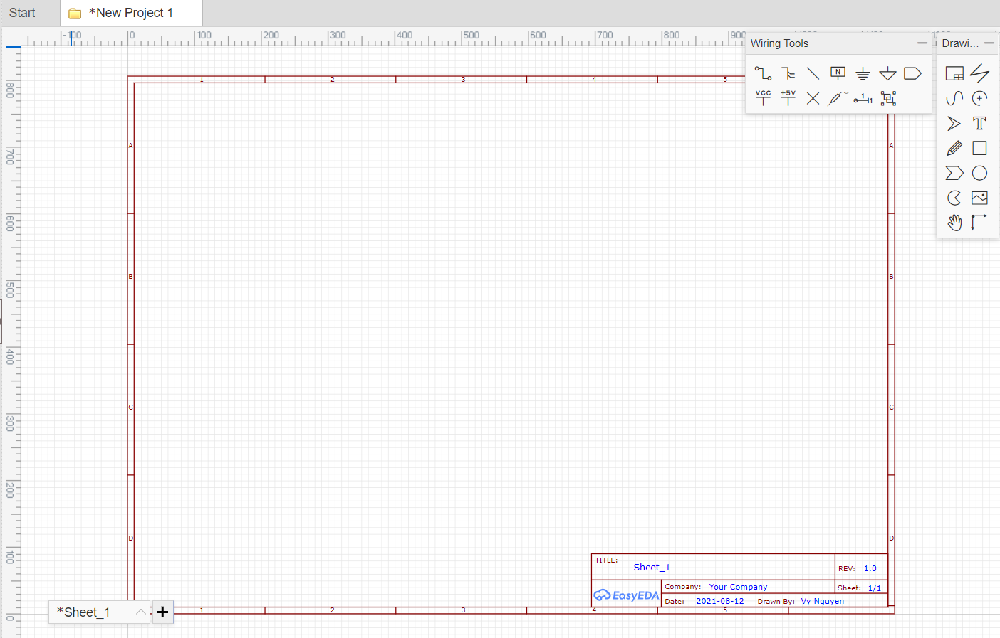 Start
*New Project 1
-100 0 100 200 300 400 500 600 700 800 900
Wiring Tools
Drawi...
N
VCC +5V 1 1
T
1 2 3 4 5
800
700
600
500
400
300
200
100
0
A A
B B
C C
D D
TITLE: Sheet_1
REV: 1.0
EasyEDA
Company: Your Company
Sheet: 1/1
Date: 2021-08-12 Drawn By: Vy Nguyen
*Sheet_1
+
1 2 3 4 5